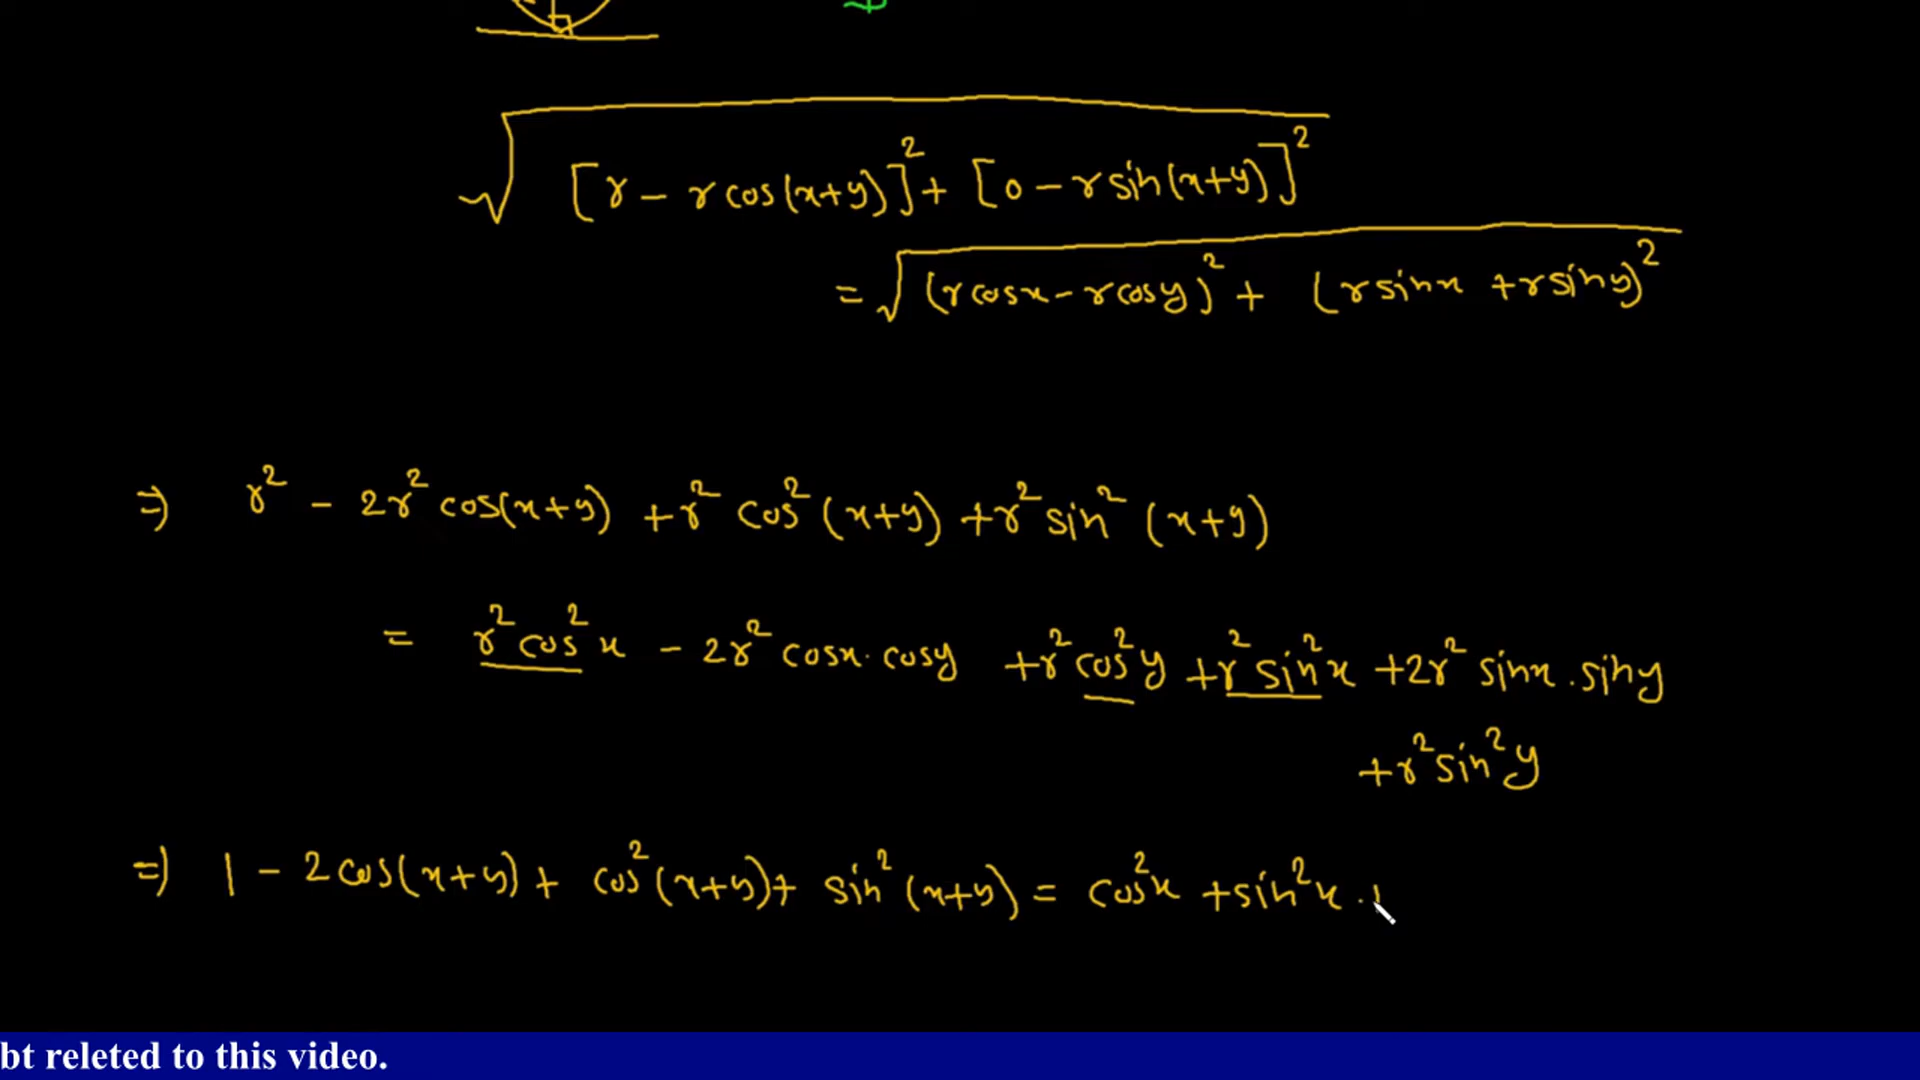 √[r - r cos(x+y)]² + [0 - r sin(x+y)]²
= √(r cosx - r cosy)² + (r sinx + r siny)²
⇒ r² - 2r² cos(x+y) + r² cos² (x+y) + r² sin² (x+y)
= r² cos² x - 2r² cosx · cosy + r² cos² y + r² sin² x + 2r² sinx . siny
+ r² sin² y
⇒ 1 - 2 cos(x+y) + cos² (x+y) + sin² (x+y) = cos² x + sin² x
bt releted to this video.